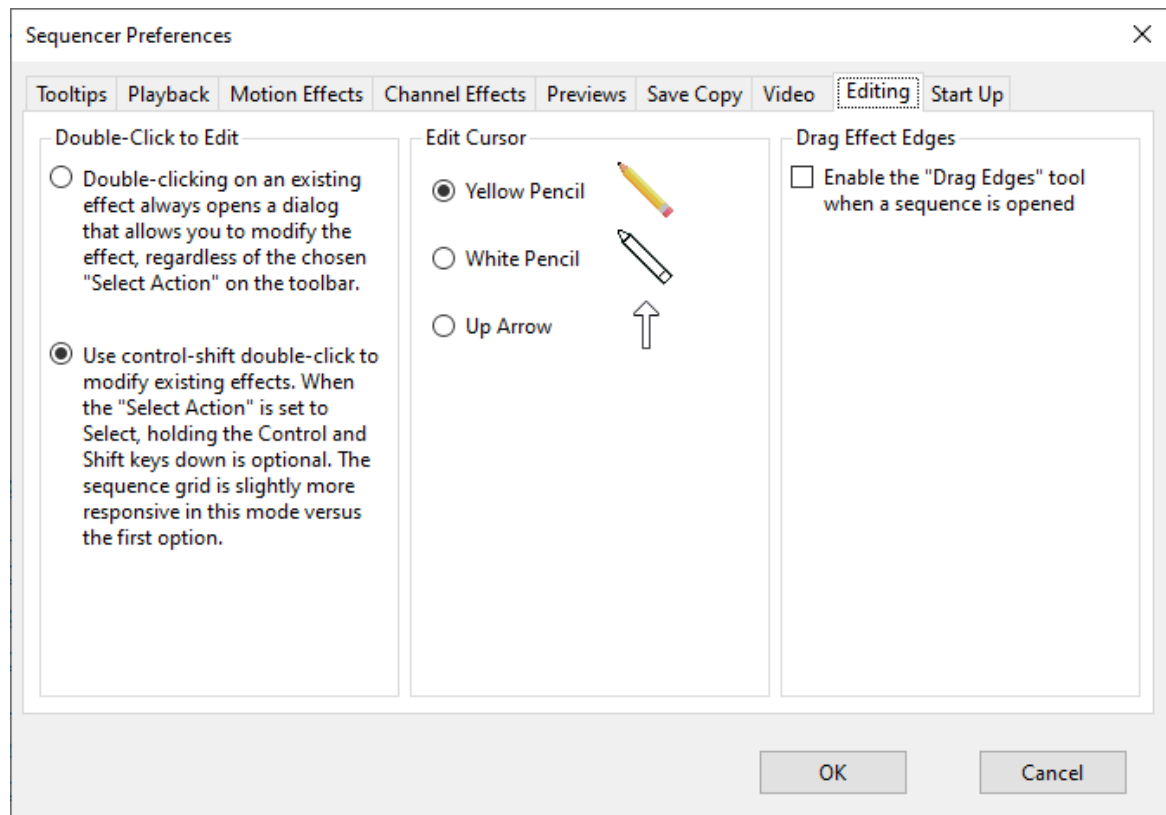 Sequencer Preferences
Tooltips Playback Motion Effects Channel Effects Previews Save Copy Video Editing Start Up
Double-Click to Edit
Double-clicking on an existing
effect always opens a dialog
that allows you to modify the
effect, regardless of the chosen
"Select Action" on the toolbar.
Use control-shift double-click to
modify existing effects. When
the "Select Action" is set to
Select, holding the Control and
Shift keys down is optional. The
sequence grid is slightly more
responsive in this mode versus
the first option.
Edit Cursor
Yellow Pencil
White Pencil
Up Arrow
Drag Effect Edges
Enable the "Drag Edges" tool
when a sequence is opened
OK Cancel